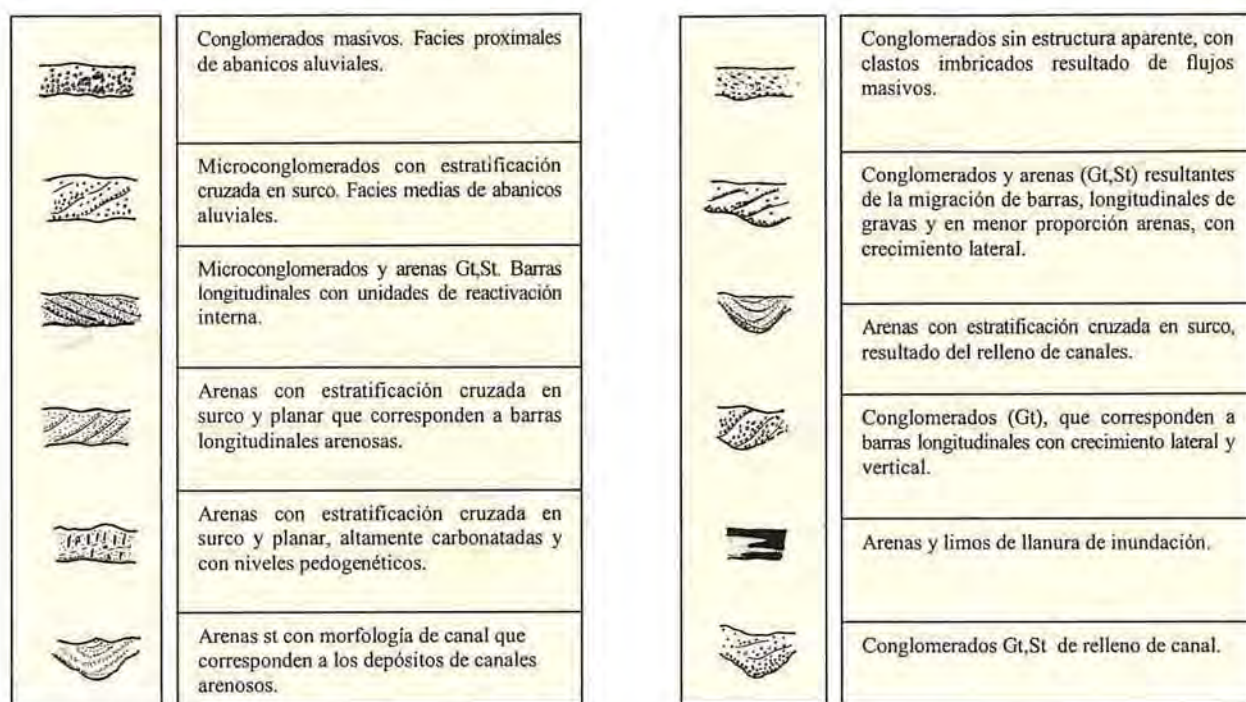 Conglomerados masivos. Facies proximales
de abanicos aluviales.
Microconglomerados con estratificación
cruzada en surco. Facies medias de abanicos
aluviales.
Microconglomerados y arenas Gt,St. Barras
longitudinales con unidades de reactivación
interna.
Arenas con estratificación cruzada en
surco y planar que corresponden a barras
longitudinales arenosas.
Arenas con estratificación cruzada en
surco y planar, altamente carbonatadas y
con niveles pedogenéticos.
Arenas st con morfología de canal que
corresponden a los depósitos de canales
arenosos.
Conglomerados sin estructura aparente, con
clastos imbricados resultado de flujos
masivos.
Conglomerados y arenas (Gt,St) resultantes
de la migración de barras, longitudinales de
gravas y en menor proporción arenas, con
crecimiento lateral.
Arenas con estratificación cruzada en surco,
resultado del relleno de canales.
Conglomerados (Gt), que corresponden a
barras longitudinales con crecimiento lateral y
vertical.
Arenas y limos de llanura de inundación.
Conglomerados Gt,St de relleno de canal.